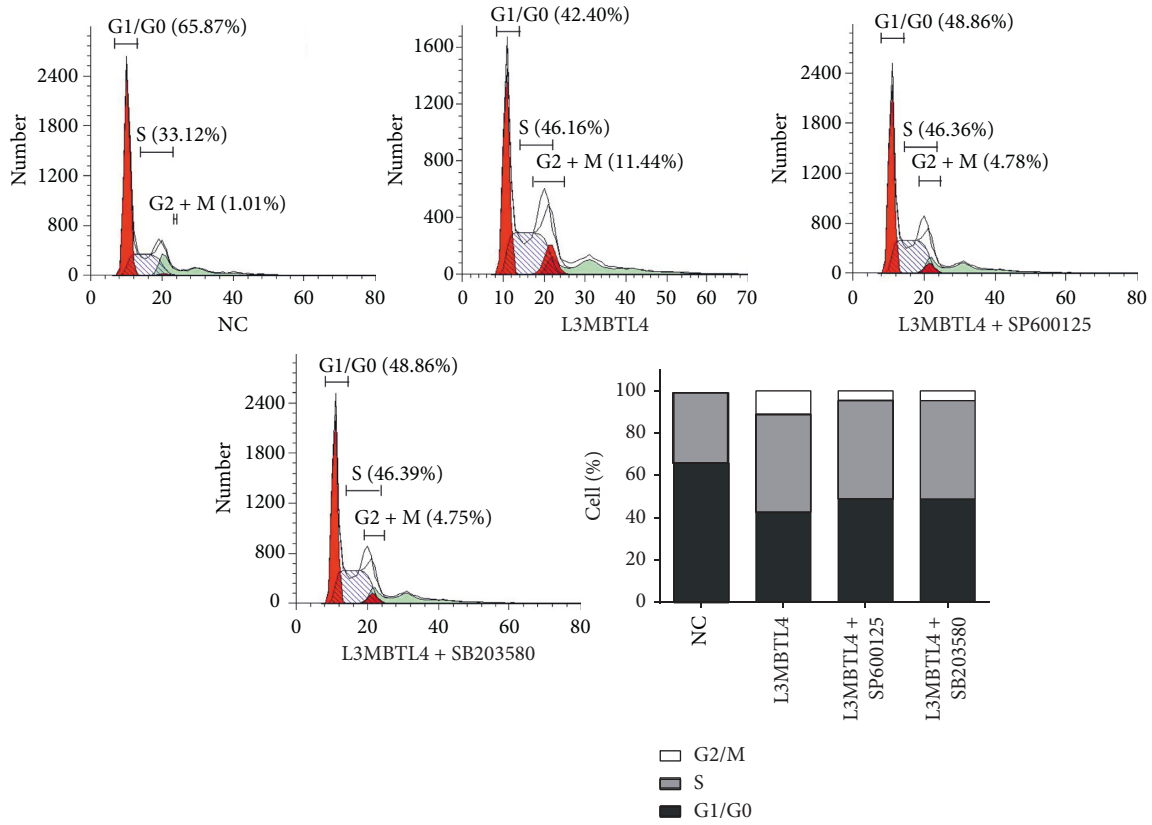 G1/G0 (65.87%)
S (33.12%)
G2 + M (1.01%)
Number
2400
1800
1200
800
0
0 20 40 60 80
NC
G1/G0 (42.40%)
S (46.16%)
G2 + M (11.44%)
Number
1600
1200
800
400
0
0 10 20 30 40 50 60 70
L3MBTL4
G1/G0 (48.86%)
S (46.36%)
G2 + M (4.78%)
Number
2400
1800
1200
800
0
0 20 40 60 80
L3MBTL4 + SP600125
G1/G0 (48.86%)
S (46.39%)
G2 + M (4.75%)
Number
2400
1800
1200
800
0
0 20 40 60 80
L3MBTL4 + SB203580
Cell (%)
100
80
60
40
20
0
NC
L3MBTL4
L3MBTL4 +
SP600125
L3MBTL4 +
SB203580
G2/M
S
G1/G0